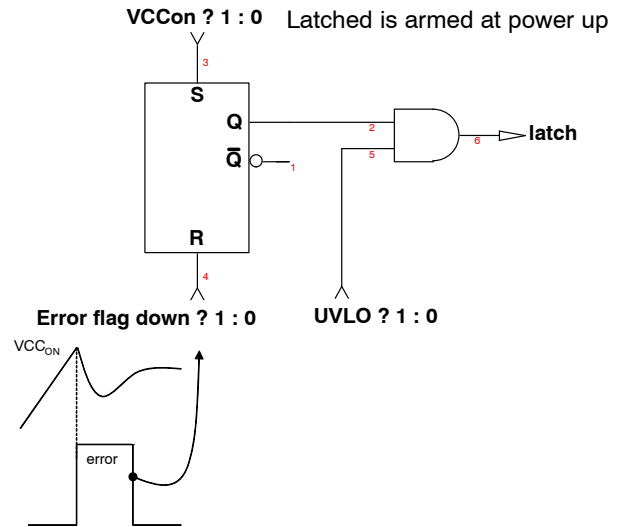 VCCon ? 1 : 0
Latched is armed at power up
3
S
Q
2
5
6
latch
Q̅
1
R
4
Error flag down ? 1 : 0
UVLO ? 1 : 0
VCCON
error